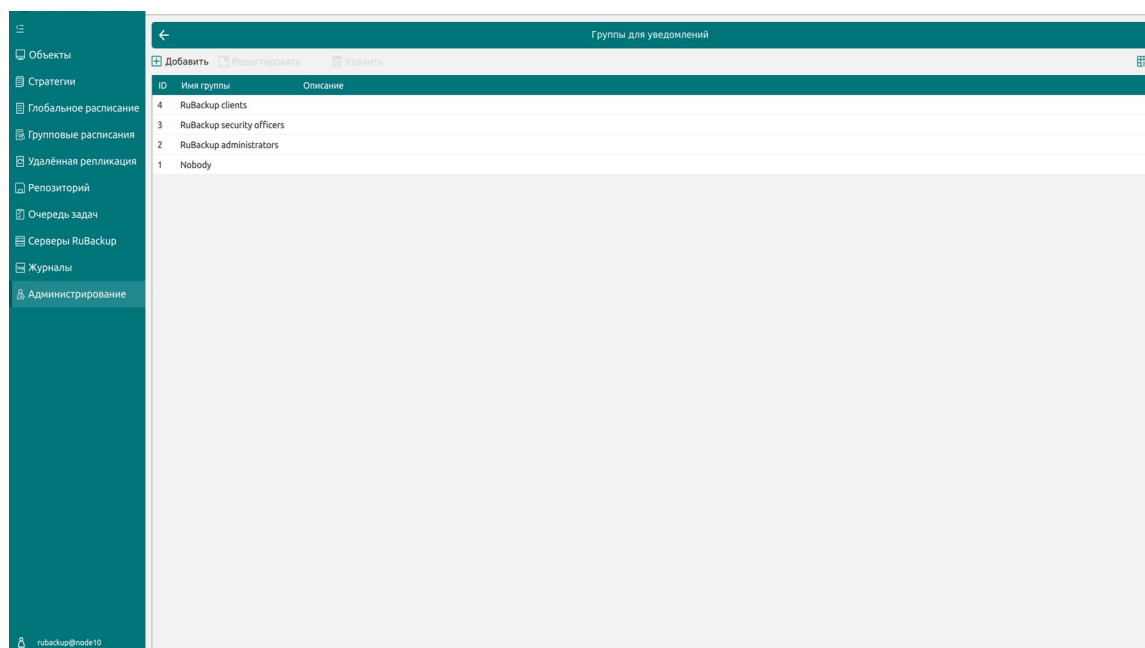 Объекты
Стратегии
Глобальное расписание
Групповые расписания
Удалённая репликация
Репозиторий
Очередь задач
Серверы RuBackup
Журналы
Администрирование
rubackup@node10
Группы для уведомлений
Добавить Редактировать Удалить
ID Имя группы Описание
4 RuBackup clients
3 RuBackup security officers
2 RuBackup administrators
1 Nobody